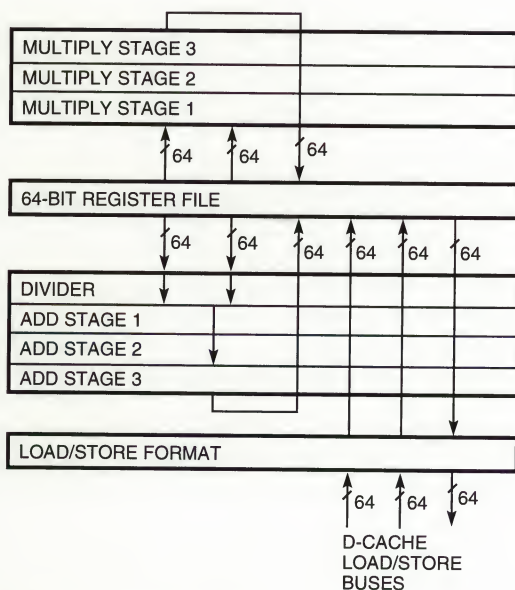 MULTIPLY STAGE 3
MULTIPLY STAGE 2
MULTIPLY STAGE 1
64 64 64
64-BIT REGISTER FILE
64 64 64 64 64 64
DIVIDER
ADD STAGE 1
ADD STAGE 2
ADD STAGE 3
LOAD/STORE FORMAT
64 64 64
D-CACHE
LOAD/STORE
BUSES